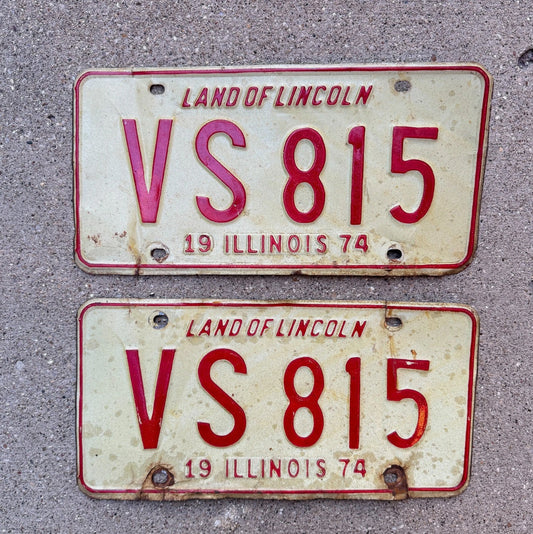 LAND OF LINCOLN
VS 815
19 ILLINOIS 74
LAND OF LINCOLN
VS 815
19 ILLINOIS 74